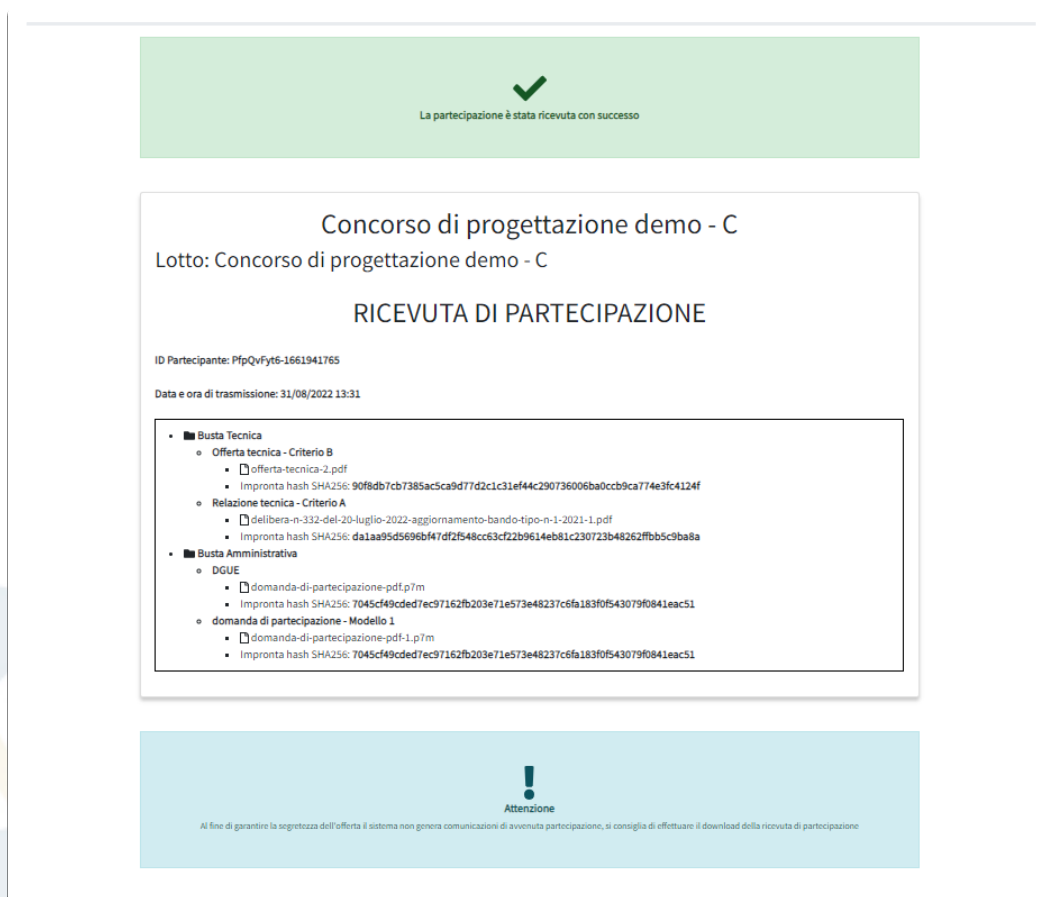 La partecipazione è stata ricevuta con successo
Concorso di progettazione demo - C
Lotto: Concorso di progettazione demo - C
RICEVUTA DI PARTECIPAZIONE
ID Partecipante: PfpQvFyt6-1661941765
Data e ora di trasmissione: 31/08/2022 13:31
Busta Tecnica
Offerta tecnica - Criterio B
offerta-tecnica-2.pdf
Impronta hash SHA256: 90f8db7cb7385ac5ca9d77d2c1c31ef44c290736006ba0ccb9ca774e3fc4124f
Relazione tecnica - Criterio A
delibera-n-332-del-20-luglio-2022-aggiornamento-bando-tipo-n-1-2021-1.pdf
Impronta hash SHA256: da1aa95d5696bf47df2f548cc63cf22b9614eb81c230723b48262ffbb5c9ba8a
Busta Amministrativa
DGUE
domanda-di-partecipazione-pdf.p7m
Impronta hash SHA256: 7045cf49cded7ec97162fb203e71e573e48237c6fa183f0f543079f0841eac51
domanda di partecipazione - Modello 1
domanda-di-partecipazione-pdf-1.p7m
Impronta hash SHA256: 7045cf49cded7ec97162fb203e71e573e48237c6fa183f0f543079f0841eac51
Attenzione
Al fine di garantire la segretezza dell'offerta il sistema non genera comunicazioni di avvenuta partecipazione, si consiglia di effettuare il download della ricevuta di partecipazione